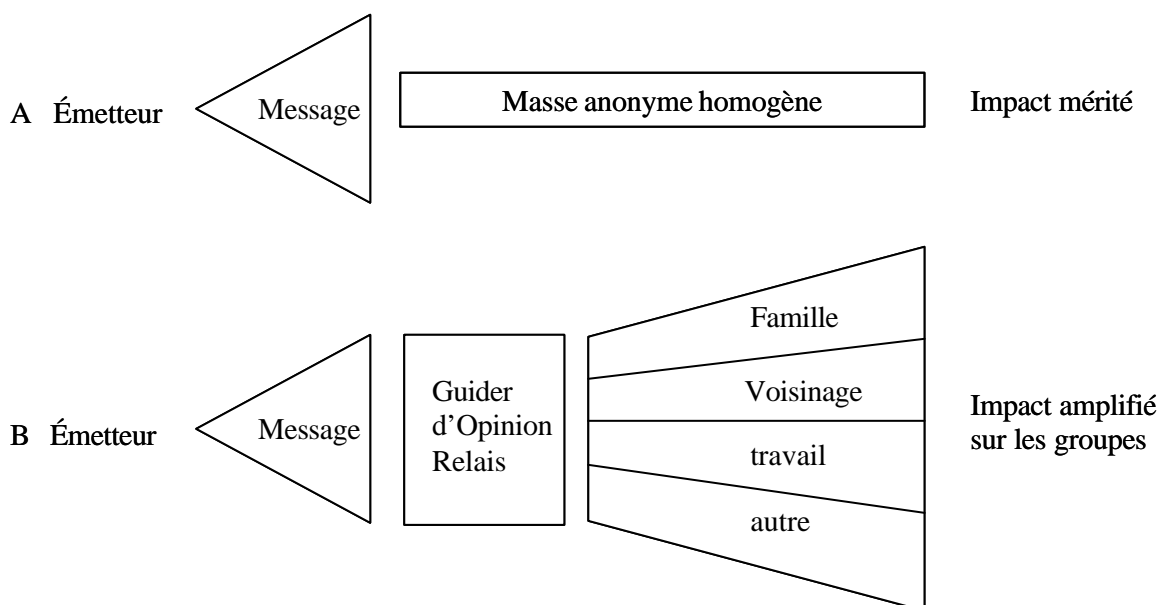 A Émetteur Message Masse anonyme homogène Impact mérité
Famille
Voisinage
Guider
d’Opinion
Relais
B Émetteur Message
travail
autre
Impact amplifié
sur les groupes